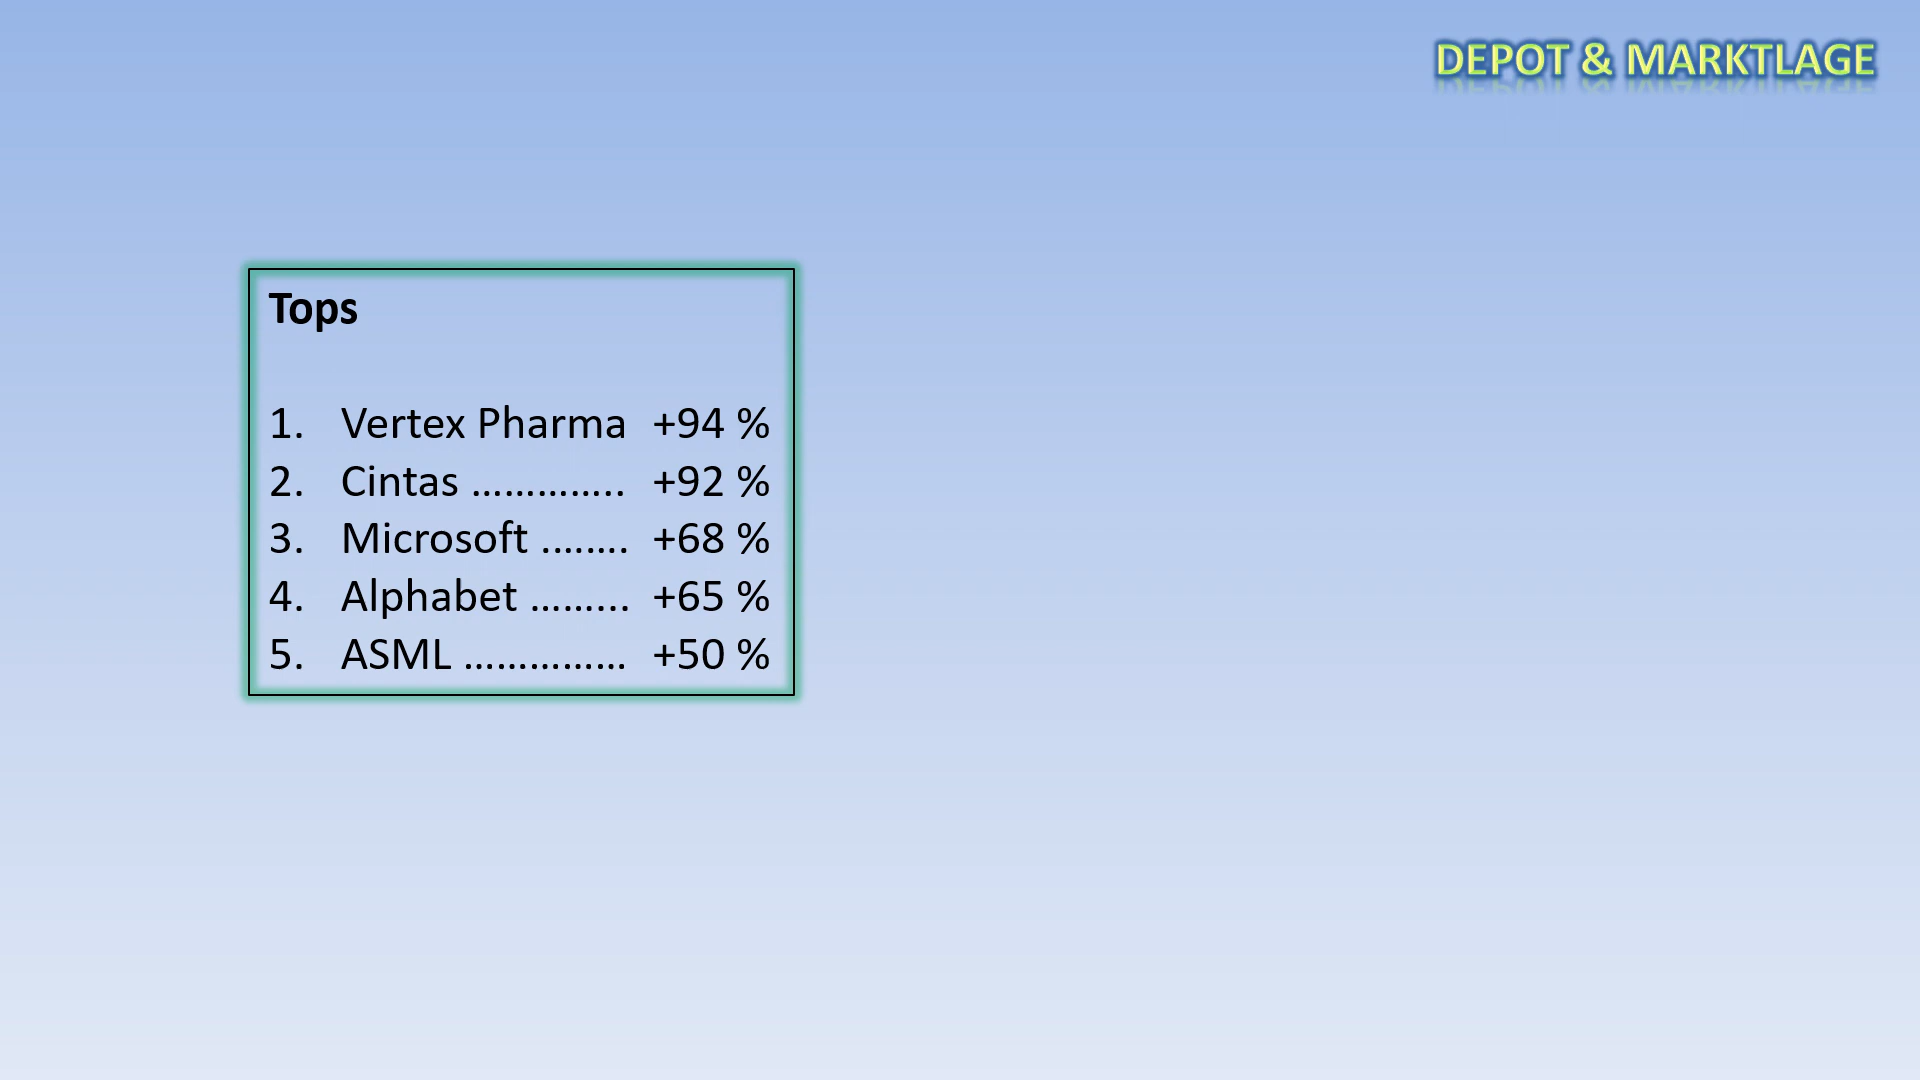 DEPOT & MARKTLAGE
Tops
1. Vertex Pharma +94 %
2. Cintas ………….. +92 %
3. Microsoft …….. +68 %
4. Alphabet ……... +65 %
5. ASML …………… +50 %